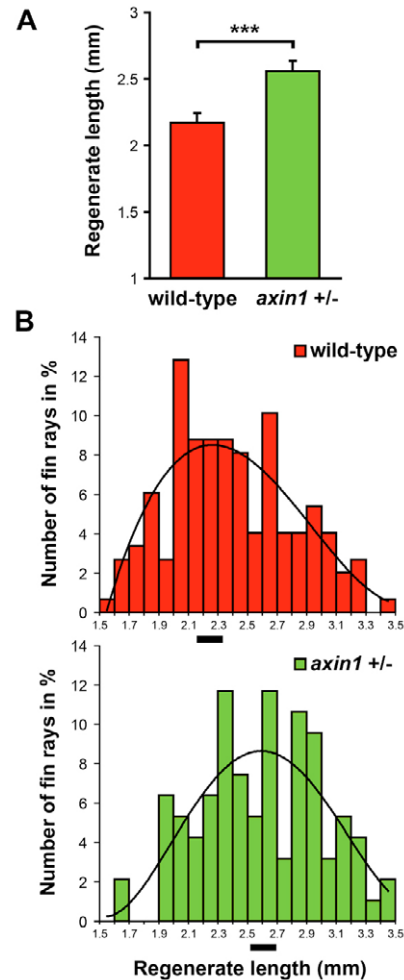 A
***
Regenerate length (mm)
3
2.5
2
1.5
1
wild-type axin1 +/-
B
wild-type
Number of fin rays in %
14
12
10
8
6
4
2
0
1.5 1.7 1.9 2.1 2.3 2.5 2.7 2.9 3.1 3.3 3.5
axin1 +/-
Number of fin rays in %
14
12
10
8
6
4
2
0
1.5 1.7 1.9 2.1 2.3 2.5 2.7 2.9 3.1 3.3 3.5
Regenerate length (mm)